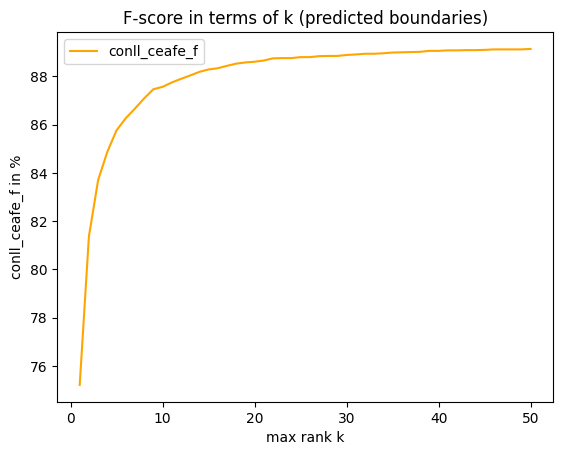 F-score in terms of k (predicted boundaries)
conll_ceafe_f
conll_ceafe_f in %
88
86
84
82
80
78
76
0 10 20 30 40 50
max rank k